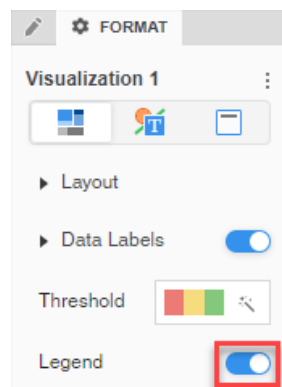 FORMAT
Visualization 1
T
Layout
Data Labels
Threshold
Legend